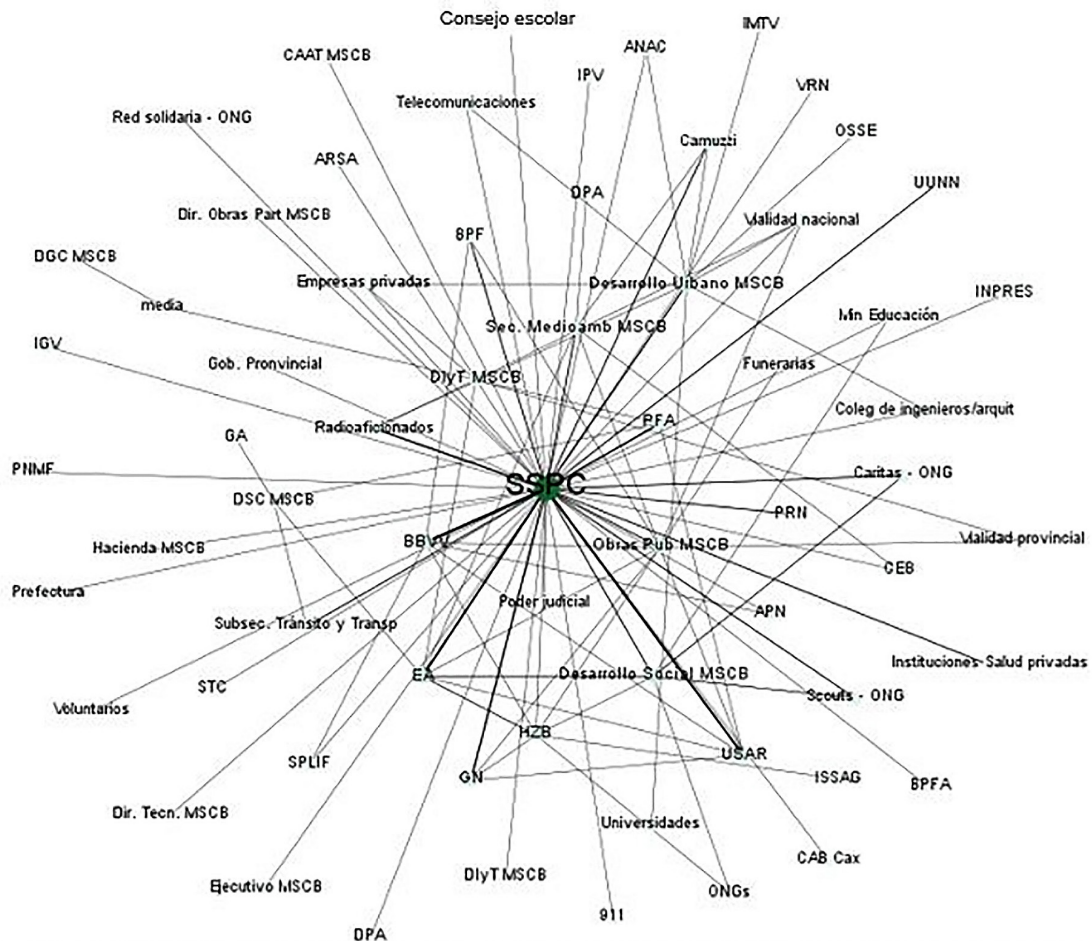 Consejo escolar
IMTV
ANAC
CAAT MSCB
IPV
VRN
Telecomunicaciones
Red solidaria - ONG
OSSE
Camuzzi
ARSA
UUNN
DPA
Dir. Obras Part MSCB
Vialidad nacional
BPF
DGC MSCB
Empresas privadas
Desarrollo Urbano MSCB
INPRES
media
Min Educación
Sec. Medioamb MSCB
IGV
Gob. Pronvincial
Funerarias
DIyT MSCB
Coleg de ingenieros/arquit
Radioaficionados
PFA
GA
PNMF
Caritas - ONG
SSPC
DSC MSCB
PRN
Vialidad provincial
BBVV
Obras Pub MSCB
Hacienda MSCB
CEB
Prefectura
Poder judicial
APN
Subsec. Tránsito y Transp
Instituciones Salud privadas
EA
Desarrollo Social MSCB
STC
Scouts - ONG
Voluntarios
HZB
USAR
SPLIF
GN
ISSAG
BPFA
Dir. Tecn. MSCB
Universidades
CAB Cax
DIyT MSCB
Ejecutivo MSCB
ONGs
911
DPA